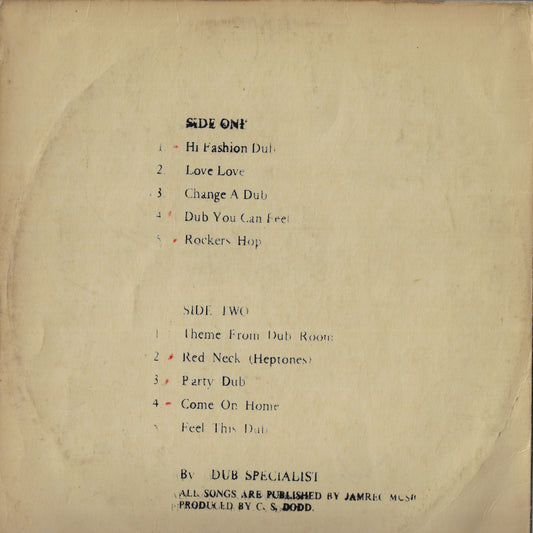 SIDE ONE
1. Hi Fashion Dub
2. Love Love
3. Change A Dub
4 Dub You Can Feel
5 Rockers Hop
SIDE TWO
1 Theme From Dub Room
2 Red Neck (Heptones)
3 Party Dub
4 Come On Home
5 Feel This Dub
By DUB SPECIALIST
ALL SONGS ARE PUBLISHED BY JAMREC MUSIC
PRODUCED BY C. S. DODD.